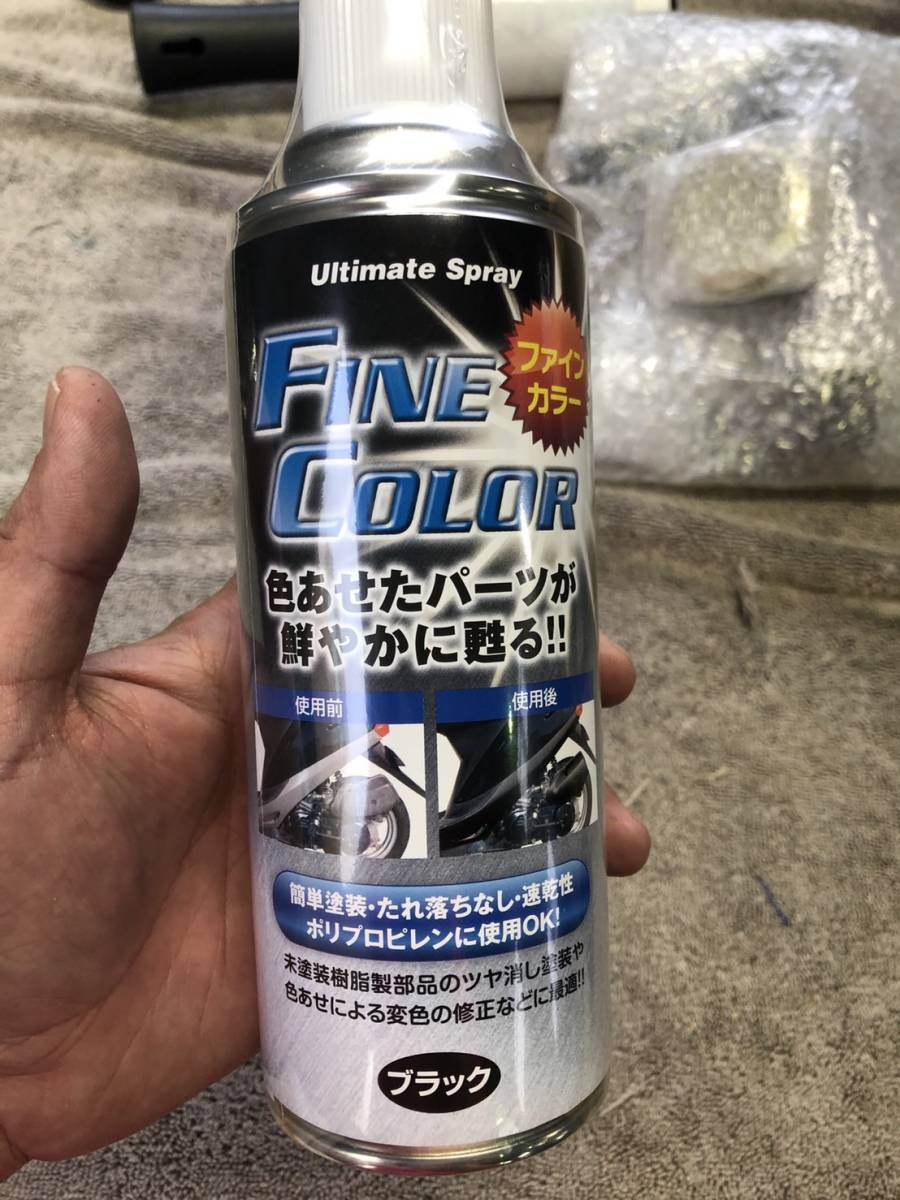 Ultimate Spray
FINE
COLOR
ファイン
カラー
色あせたパーツが
鮮やかに甦る!!
使用前
使用後
簡単塗装・たれ落ちなし・速乾性
ポリプロピレンに使用OK!
未塗装樹脂製部品のツヤ消し塗装や
色あせによる変色の修正などに最適!!
ブラック